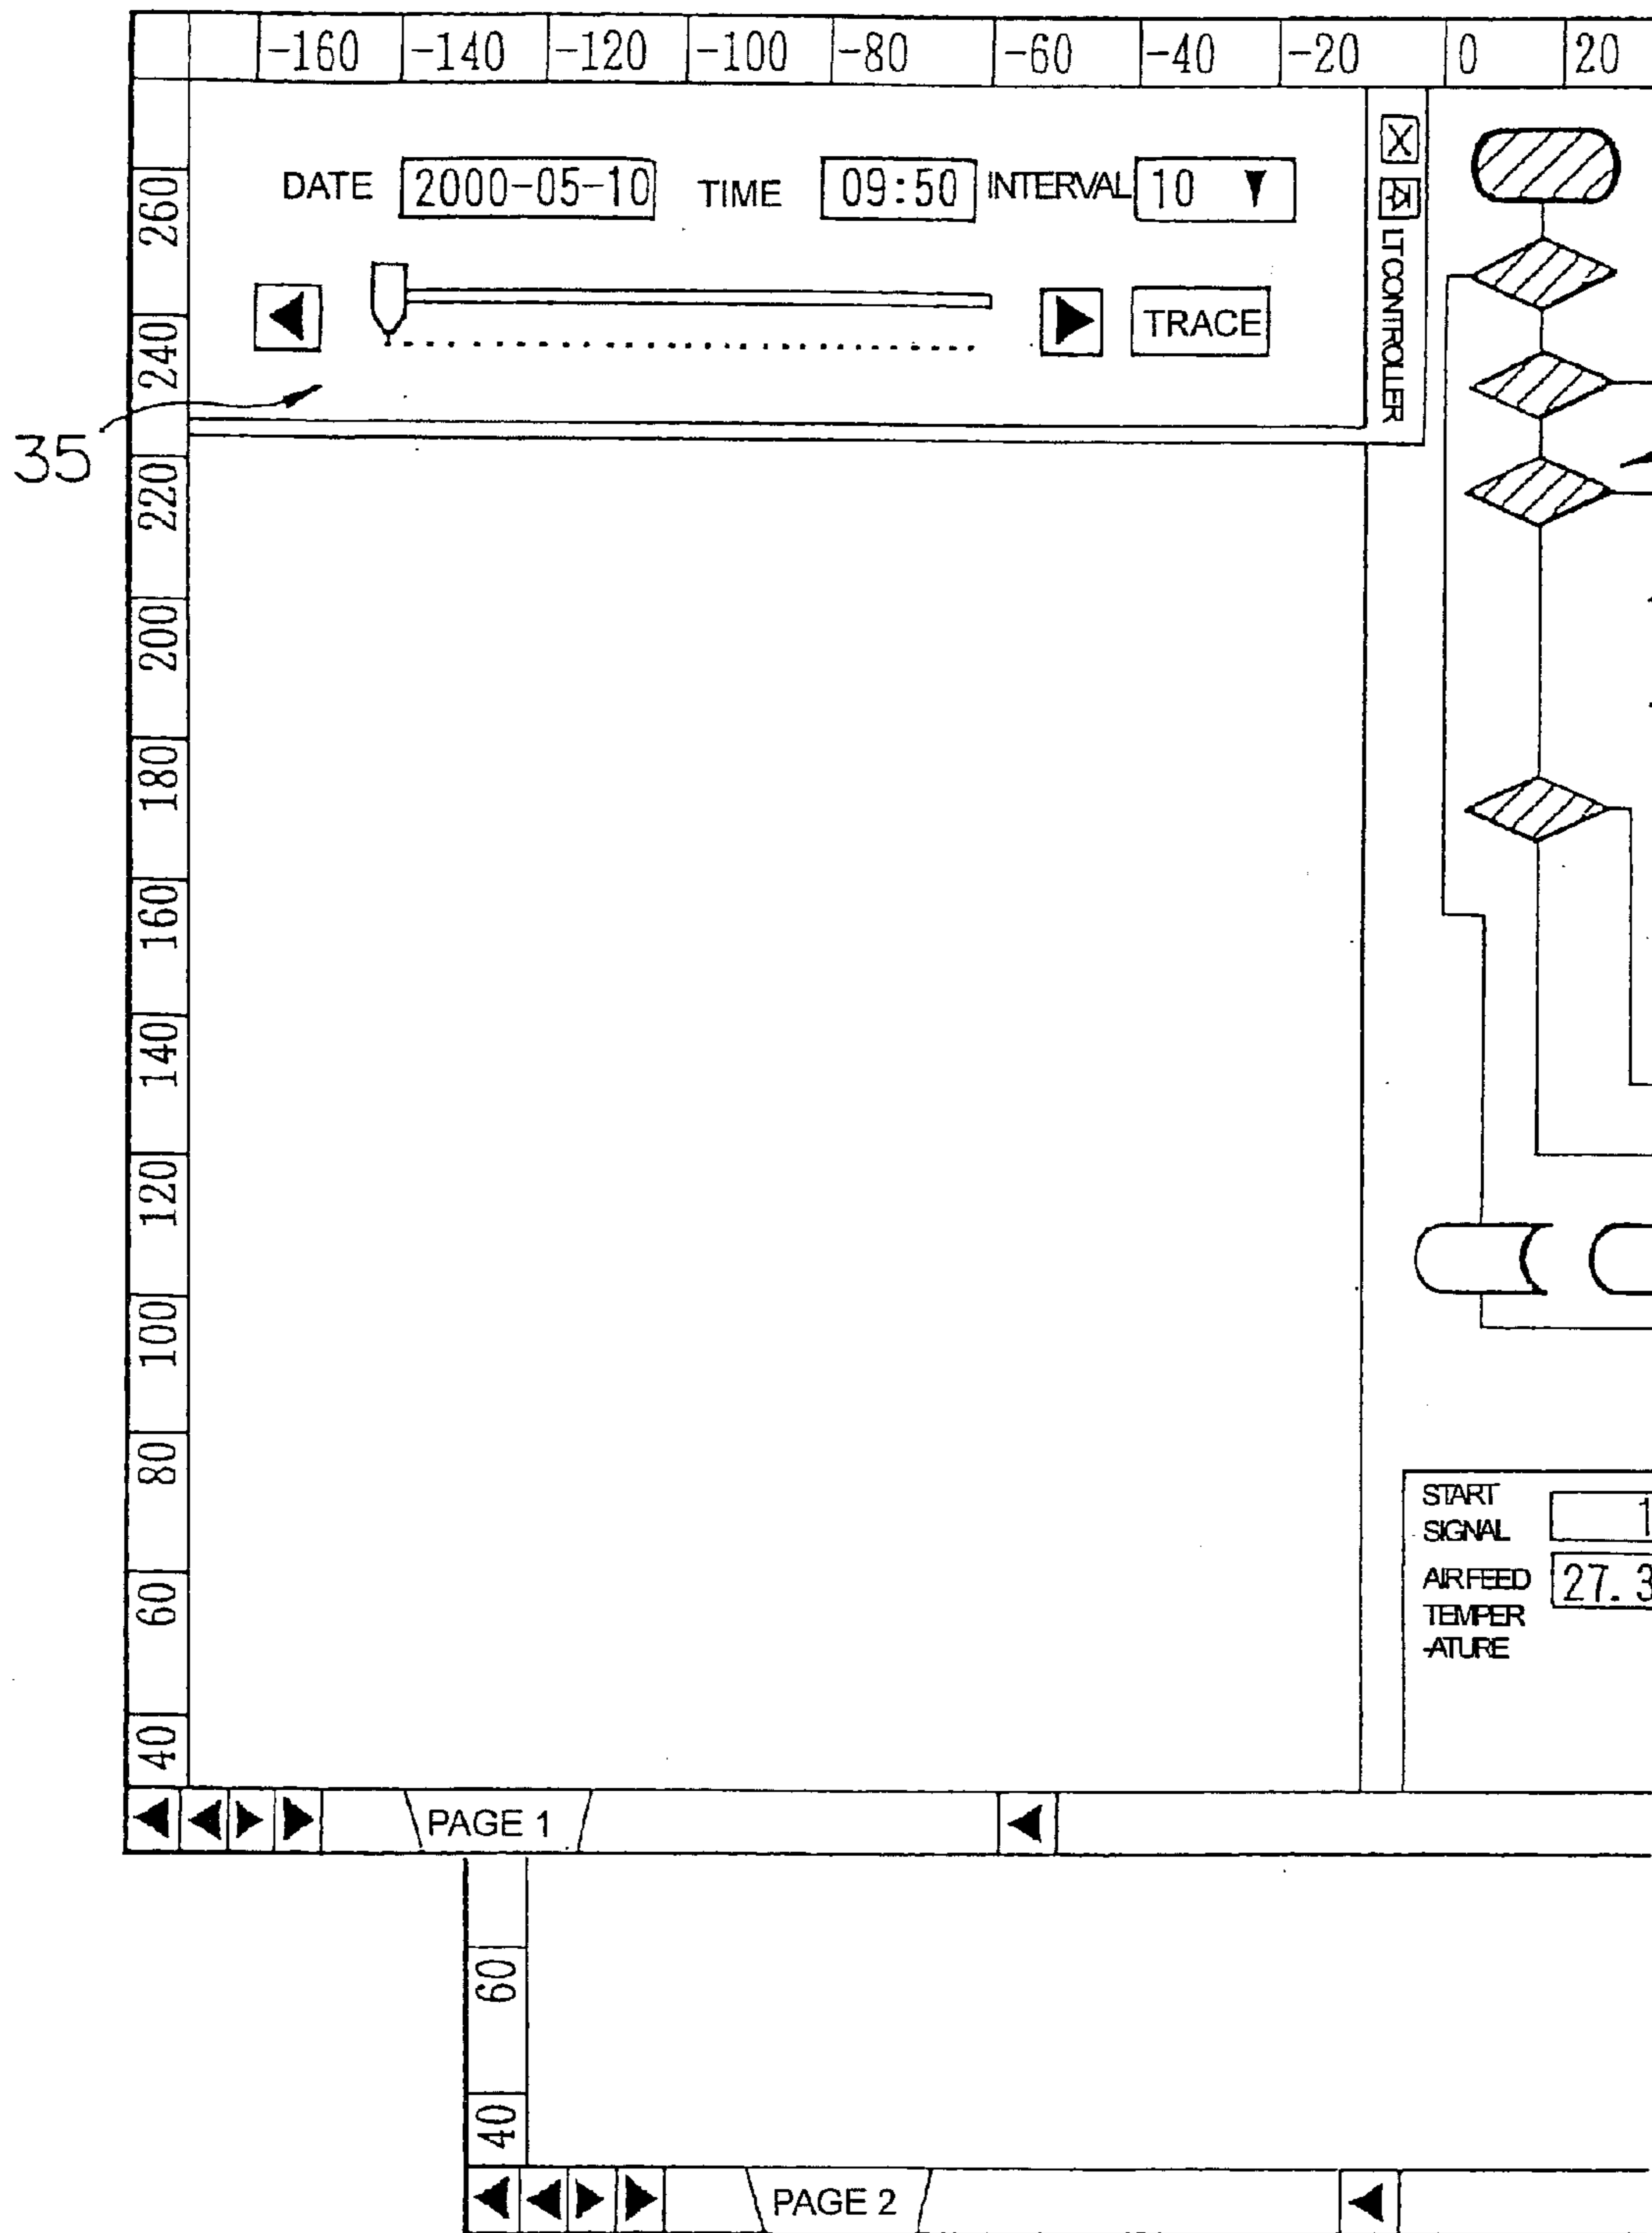 -160 -140 -120 -100 -80 -60 -40 -20 0 20
DATE 2000-05-10 TIME 09:50 INTERVAL 10
TRACE
LT CONTROLLER
35
260
240
220
200
180
160
140
120
100
80
60
40
START
SIGNAL 1
AIR FEED 27.3
TEMPER
-ATURE
PAGE 1
60
40
PAGE 2